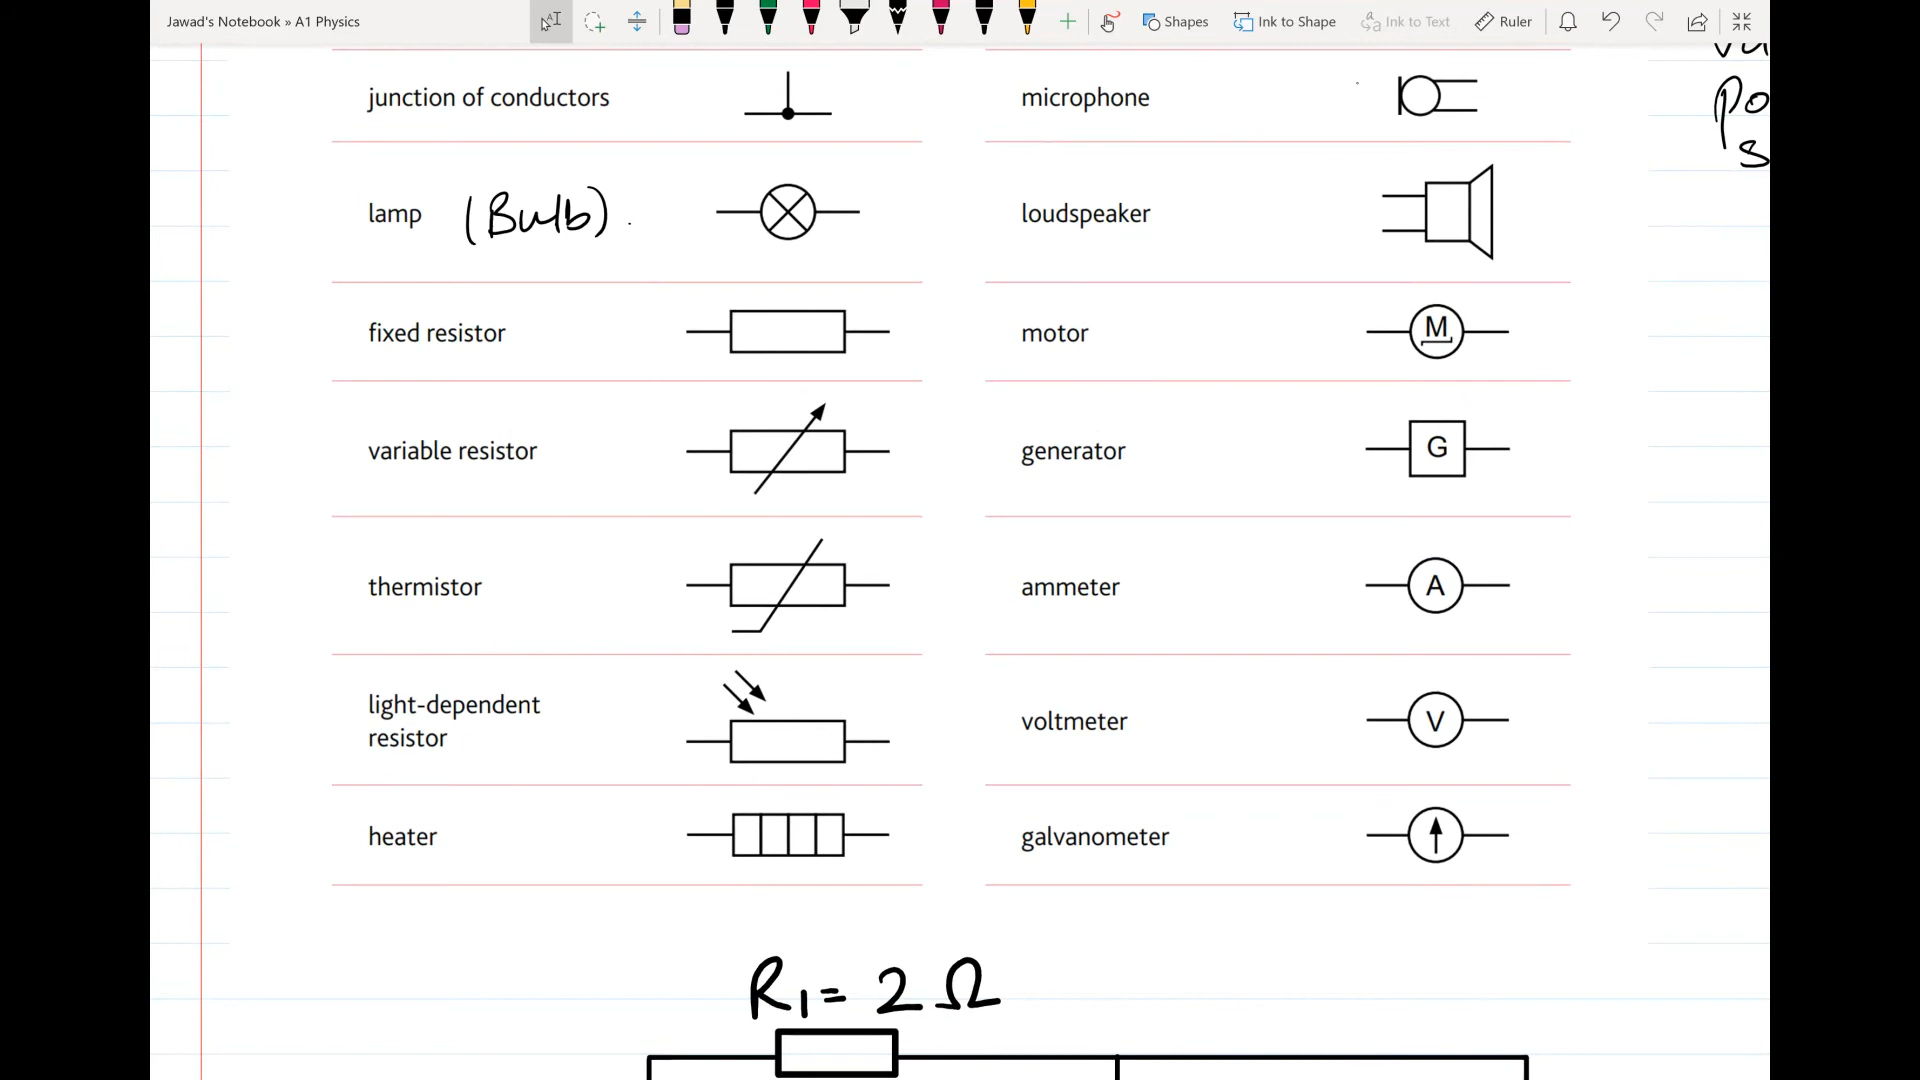 Jawad's Notebook » A1 Physics
Shapes
Ink to Shape
Ink to Text
Ruler
junction of conductors
microphone
lamp (Bulb).
loudspeaker
fixed resistor
motor
M
variable resistor
generator
G
thermistor
ammeter
A
light-dependent
resistor
voltmeter
V
heater
galvanometer
R₁ = 2 Ω
po
s